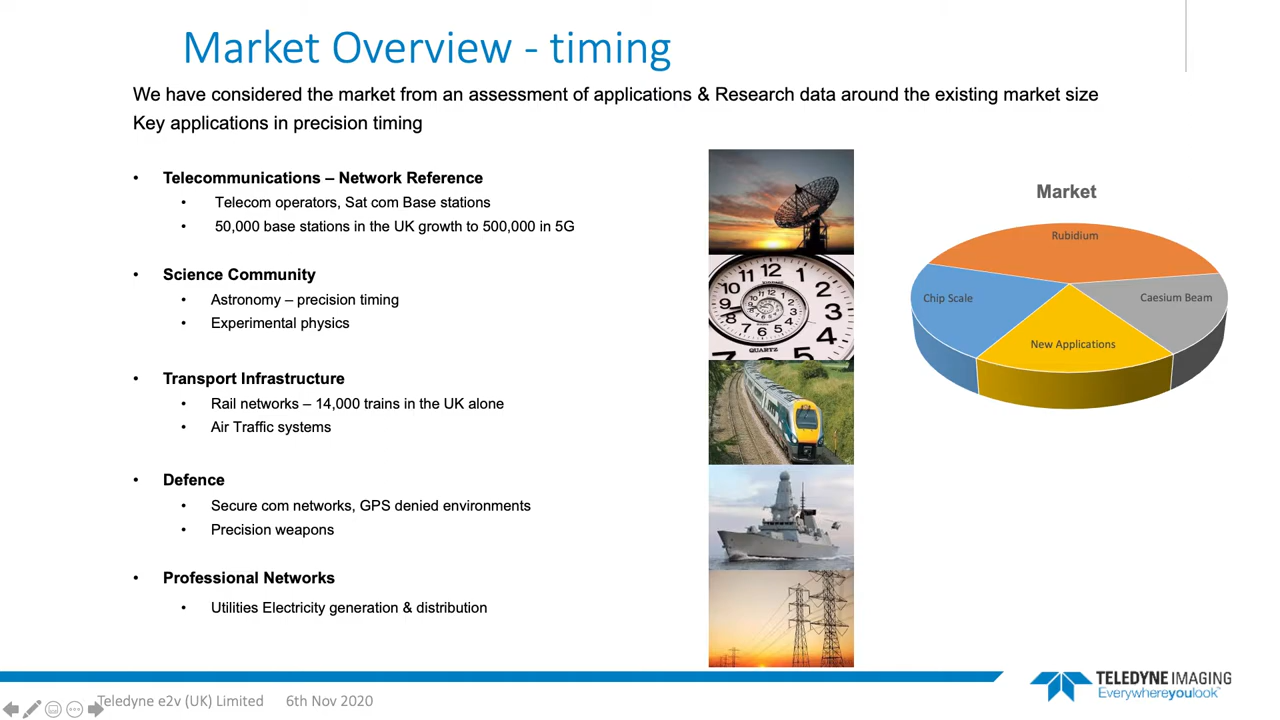 Market Overview - timing
We have considered the market from an assessment of applications & Research data around the existing market size
Key applications in precision timing
• Telecommunications – Network Reference
• Telecom operators, Sat com Base stations
• 50,000 base stations in the UK growth to 500,000 in 5G
• Science Community
• Astronomy – precision timing
• Experimental physics
• Transport Infrastructure
• Rail networks – 14,000 trains in the UK alone
• Air Traffic systems
• Defence
• Secure com networks, GPS denied environments
• Precision weapons
• Professional Networks
• Utilities Electricity generation & distribution
QUARTZ
Market
Rubidium
Chip Scale
Caesium Beam
New Applications
Teledyne e2v (UK) Limited 6th Nov 2020
TELEDYNE IMAGING
Everywhereyoulook™